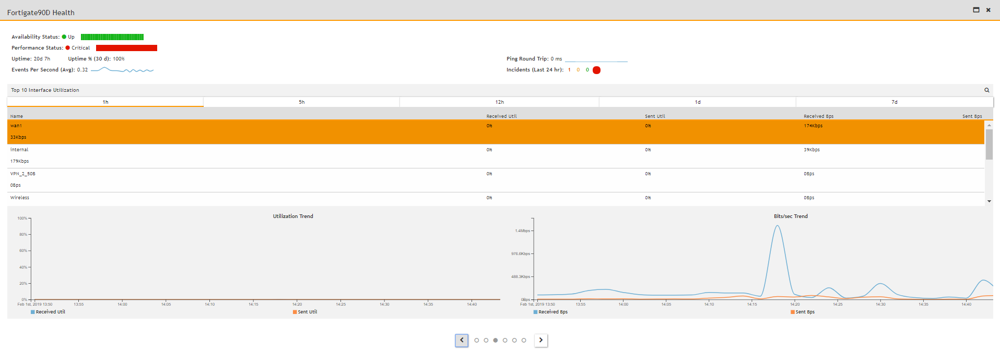 Fortigate90D Health
Availability Status: Up
Performance Status: Critical
Uptime: 20d 7h Uptime % (30 d): 100% Ping Round Trip: 0 ms
Events Per Second (Avg): 0.32 Incidents (Last 24 hr): 1 0 0
Top 10 Interface Utilization
1h 5h 12h 1d 7d
Name Received Util Sent Util Received Bps Sent Bps
wan1 0% 0% 174Kbps
33Kbps
internal 0% 0% 39Kbps
179Kbps
VPN_2_50B 0% 0% 0Bps
0Bps
Wireless 0% 0% 0Bps
Utilization Trend
100%
80%
60%
40%
20%
0%
Feb 1st, 2019 13:50 13:55 14:00 14:05 14:10 14:15 14:20 14:25 14:30 14:35 14:40
Received Util Sent Util
Bits/sec Trend
1.4Mbps
976.6Kbps
488.3Kbps
0Bps
Feb 1st, 2019 13:50 13:55 14:00 14:05 14:10 14:15 14:20 14:25 14:30 14:35 14:40
Received Bps Sent Bps